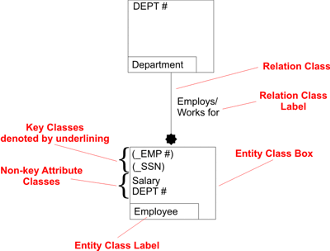 DEPT #
Department
Relation Class
Employs/
Works for
Relation Class
Label
Key Classes
denoted by underlining
(_EMP #)
(_SSN)
Entity Class Box
Non-key Attribute
Classes
Salary
DEPT #
Employee
Entity Class Label